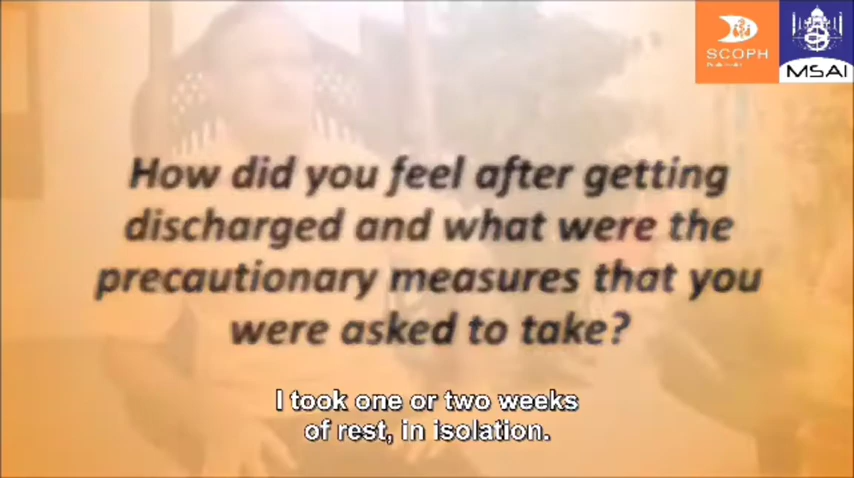 SCOPH
MSAI
How did you feel after getting
discharged and what were the
precautionary measures that you
were asked to take?
I took one or two weeks
of rest, in isolation.